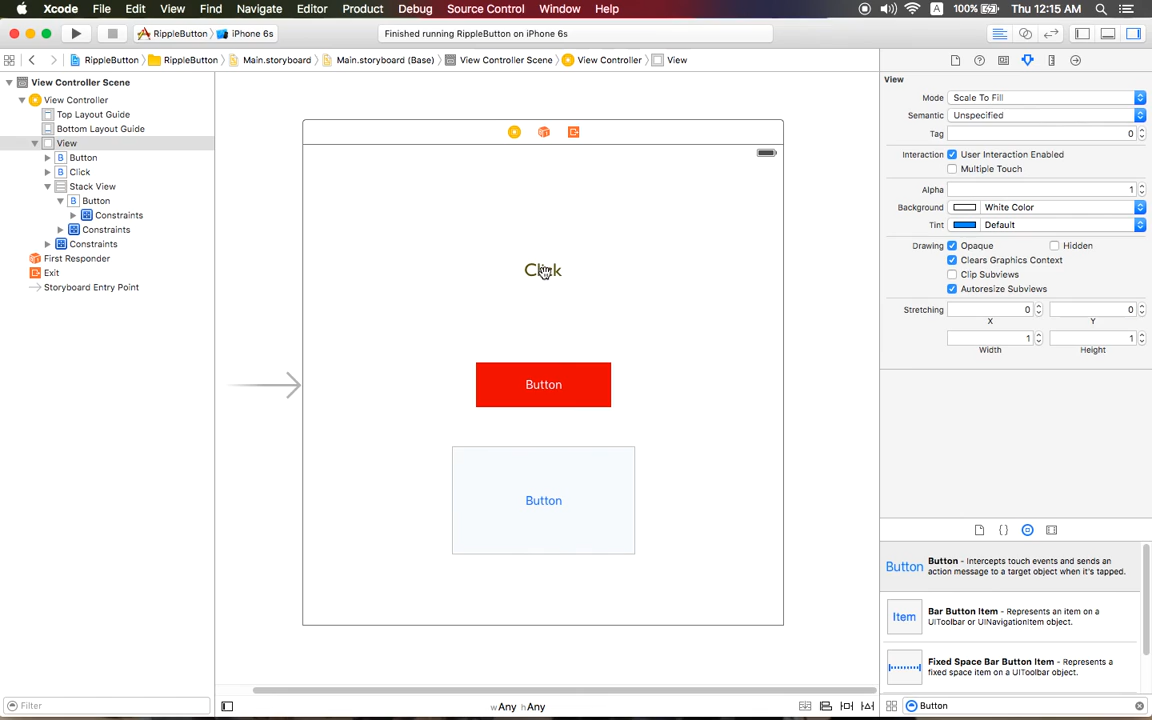 Xcode File Edit View Find Navigate Editor Product Debug Source Control Window Help A 100% Thu 12:15 AM
RippleButton iPhone 6s Finished running RippleButton on iPhone 6s
RippleButton RippleButton Main.storyboard Main.storyboard (Base) View Controller Scene View Controller View
View Controller Scene
View Controller
Top Layout Guide
Bottom Layout Guide
View
B Button
B Click
Stack View
B Button
Constraints
Constraints
Constraints
First Responder
Exit
Storyboard Entry Point
Filter
Click
Button
Button
wAny hAny
View
Mode Scale To Fill
Semantic Unspecified
Tag 0
Interaction User Interaction Enabled
Multiple Touch
Alpha 1
Background White Color
Tint Default
Drawing Opaque Hidden
Clears Graphics Context
Clip Subviews
Autoresize Subviews
Stretching 0 0
X Y
1 1
Width Height
{ }
Button Button - Intercepts touch events and sends an
action message to a target object when it's tapped.
Item Bar Button Item - Represents an item on a
UIToolbar or UINavigationItem object.
Fixed Space Bar Button Item - Represents a
fixed space item on a UIToolbar object.
Button